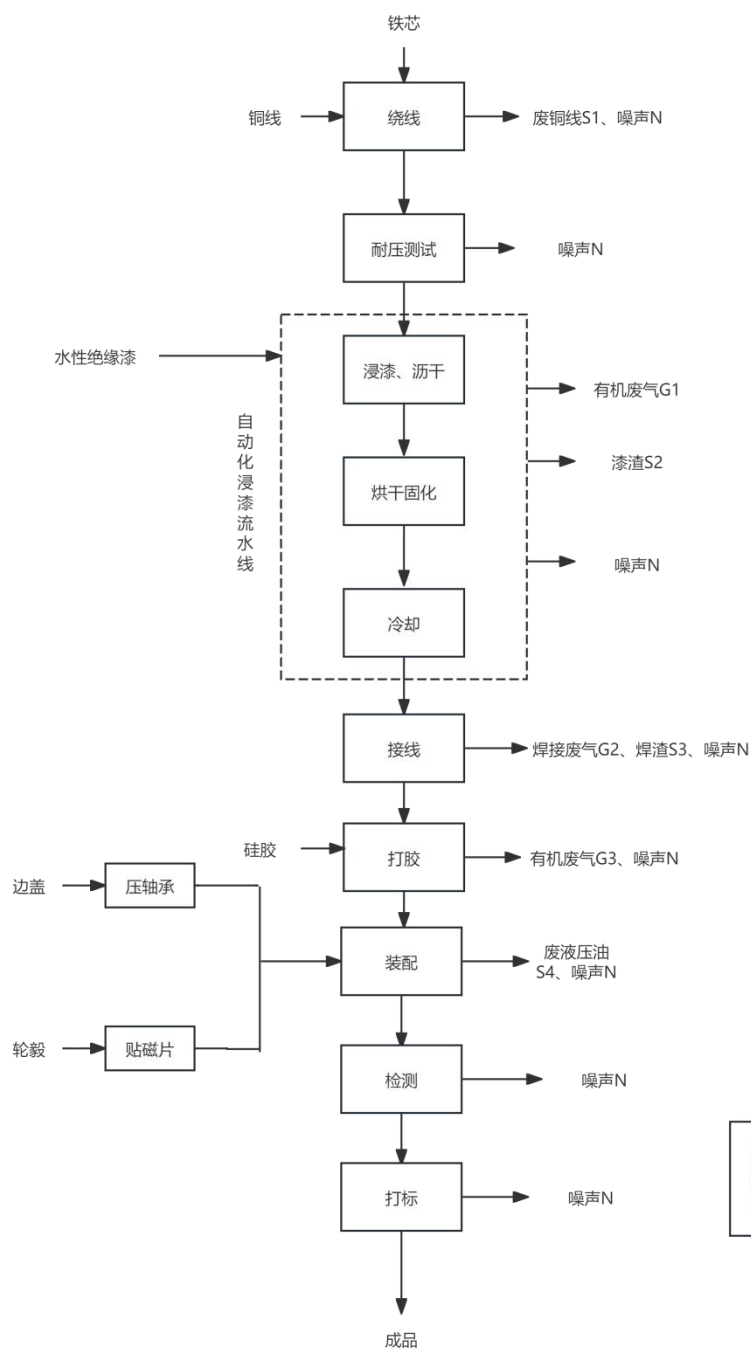 铁芯
铜线
绕线
废铜线S1、噪声N
耐压测试
噪声N
水性绝缘漆
浸漆、沥干
有机废气G1
自动化浸漆流水线
烘干固化
漆渣S2
噪声N
冷却
接线
焊接废气G2、焊渣S3、噪声N
硅胶
打胶
有机废气G3、噪声N
边盖
压轴承
装配
废液压油
S4、噪声N
轮毂
贴磁片
检测
噪声N
打标
噪声N
成品